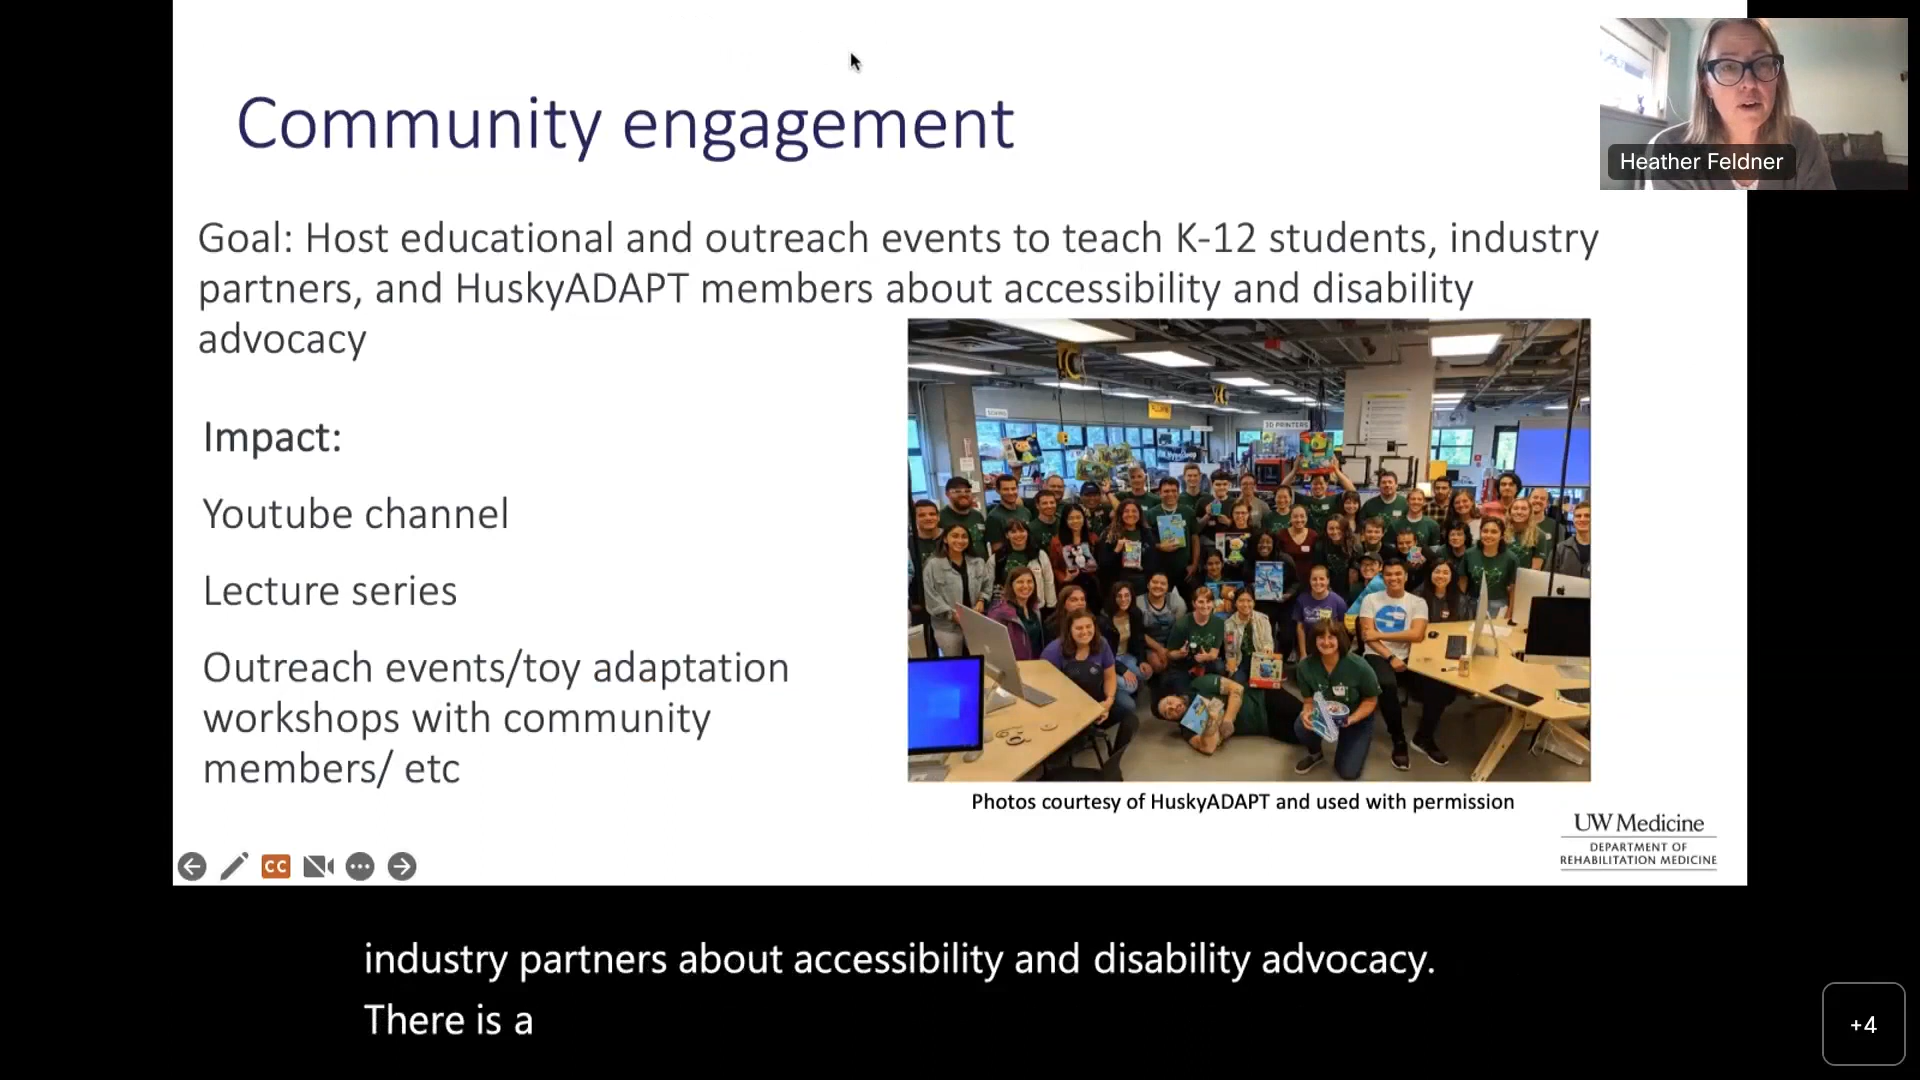 Community engagement
Heather Feldner
Goal: Host educational and outreach events to teach K-12 students, industry
partners, and HuskyADAPT members about accessibility and disability
advocacy
Impact:
Youtube channel
Lecture series
Outreach events/toy adaptation
workshops with community
members/ etc
3D PRINTERS
Photos courtesy of HuskyADAPT and used with permission
UW Medicine
DEPARTMENT OF
REHABILITATION MEDICINE
CC
industry partners about accessibility and disability advocacy.
There is a
+4